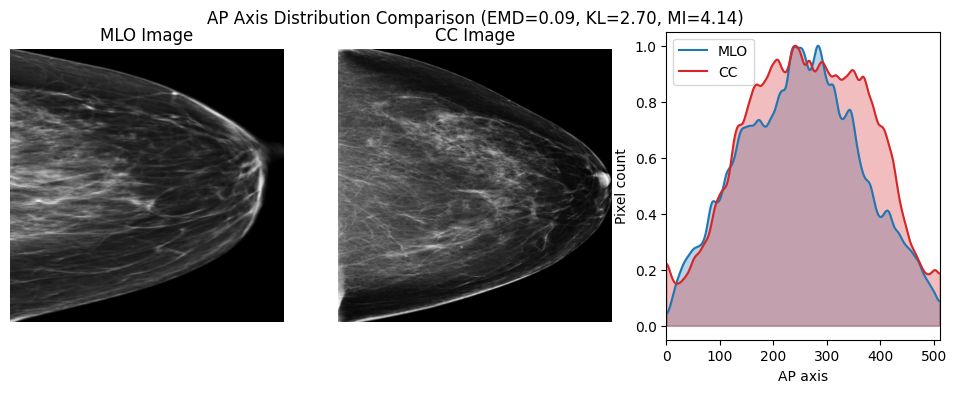 AP Axis Distribution Comparison (EMD=0.09, KL=2.70, MI=4.14)
MLO Image
CC Image
MLO
CC
1.0
0.8
0.6
0.4
0.2
0.0
Pixel count
0 100 200 300 400 500
AP axis